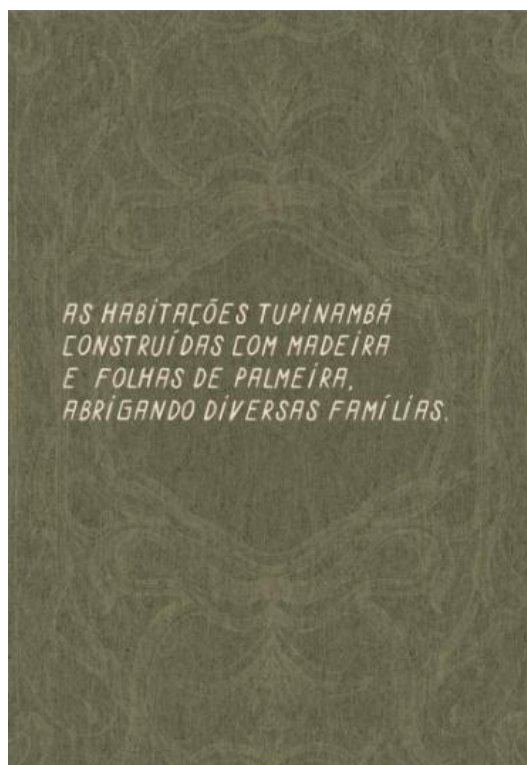 AS HABITAÇÕES TUPINAMBÁ
CONSTRUÍDAS COM MADEIRA
E FOLHAS DE PALMEIRA,
ABRIGANDO DIVERSAS FAMÍLIAS.